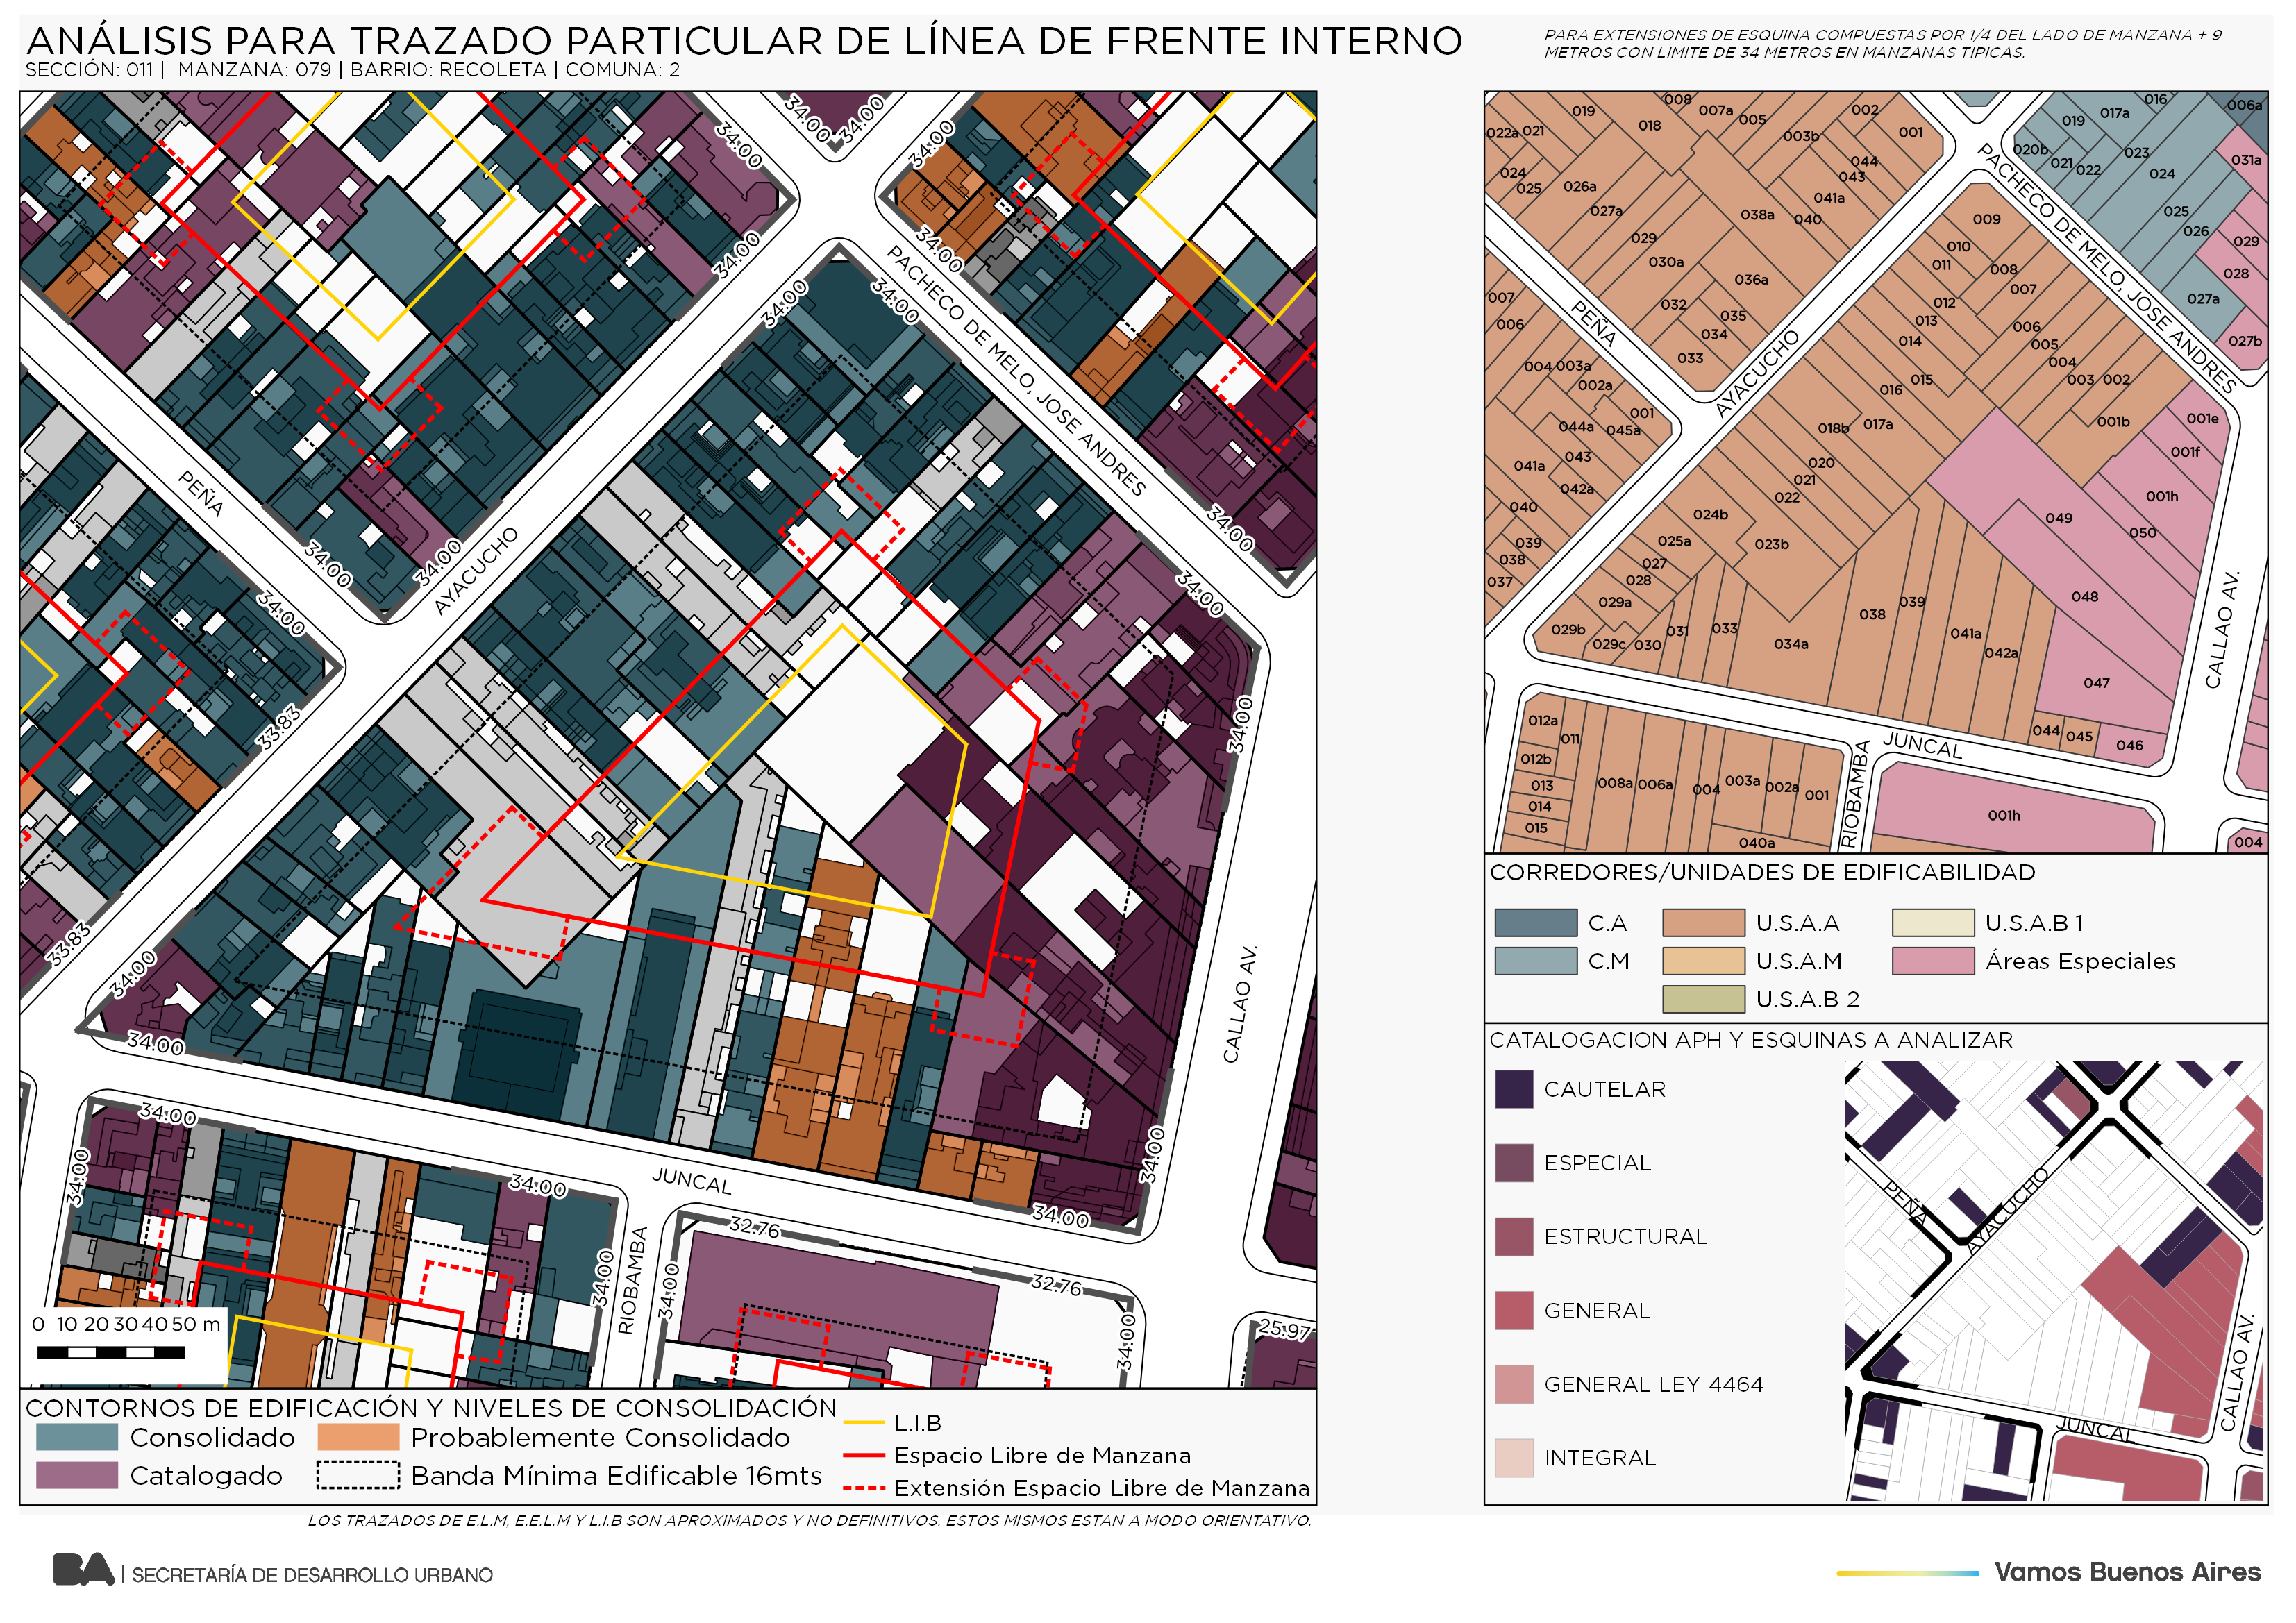 ANÁLISIS PARA TRAZADO PARTICULAR DE LÍNEA DE FRENTE INTERNO
SECCIÓN: 011 | MANZANA: 079 | BARRIO: RECOLETA | COMUNA: 2
PARA EXTENSIONES DE ESQUINA COMPUESTAS POR 1/4 DEL LADO DE MANZANA + 9
METROS CON LIMITE DE 34 METROS EN MANZANAS TIPICAS.
34.00
34.00
34.00
34.00
34.00
34.00
34.00
34.00
PACHECO DE MELO, JOSE ANDRES
PEÑA
AYACUCHO
34.00
34.00
34.00
34.00
34.00
33.83
34.00
33.83
34.00
34.00
CALLAO AV.
34.00
34.00
34.00
JUNCAL
34.00
34.00
34.00
RIOBAMBA
32.76
34.00
32.76
34.00
25.97
0 10 20 30 40 50 m
CONTORNOS DE EDIFICACIÓN Y NIVELES DE CONSOLIDACIÓN
Consolidado
Probablemente Consolidado
Catalogado
Banda Mínima Edificable 16mts
L.I.B
Espacio Libre de Manzana
Extensión Espacio Libre de Manzana
LOS TRAZADOS DE E.L.M, E.E.L.M Y L.I.B SON APROXIMADOS Y NO DEFINITIVOS. ESTOS MISMOS ESTAN A MODO ORIENTATIVO.
022a
021
019
018
008
007a
005
003b
002
001
024
025
026a
027a
029
030a
032
033
034
035
036a
038a
040
041a
043
044
016
017a
019
020b
021
022
023
024
025
026
027a
006a
031a
029
028
027b
PACHECO DE MELO, JOSE ANDRES
PEÑA
AYACUCHO
007
006
004
003a
002a
001
045a
044a
043
042a
041a
040
039
038
037
009
010
011
008
007
012
013
014
006
005
004
003
002
001b
015
016
017a
018b
020
021
022
023b
024b
025a
027
028
029a
029b
029c
030
031
033
034a
038
039
041a
042a
044
045
046
047
048
049
050
001e
001f
001h
CALLAO AV.
JUNCAL
RIOBAMBA
012a
011
012b
013
014
015
008a
006a
004
003a
002a
001
040a
001h
004
CORREDORES/UNIDADES DE EDIFICABILIDAD
C.A
U.S.A.A
U.S.A.B 1
C.M
U.S.A.M
Áreas Especiales
U.S.A.B 2
CATALOGACION APH Y ESQUINAS A ANALIZAR
CAUTELAR
ESPECIAL
ESTRUCTURAL
GENERAL
GENERAL LEY 4464
INTEGRAL
PEÑA
AYACUCHO
JUNCAL
CALLAO AV.
BA | SECRETARÍA DE DESARROLLO URBANO
Vamos Buenos Aires